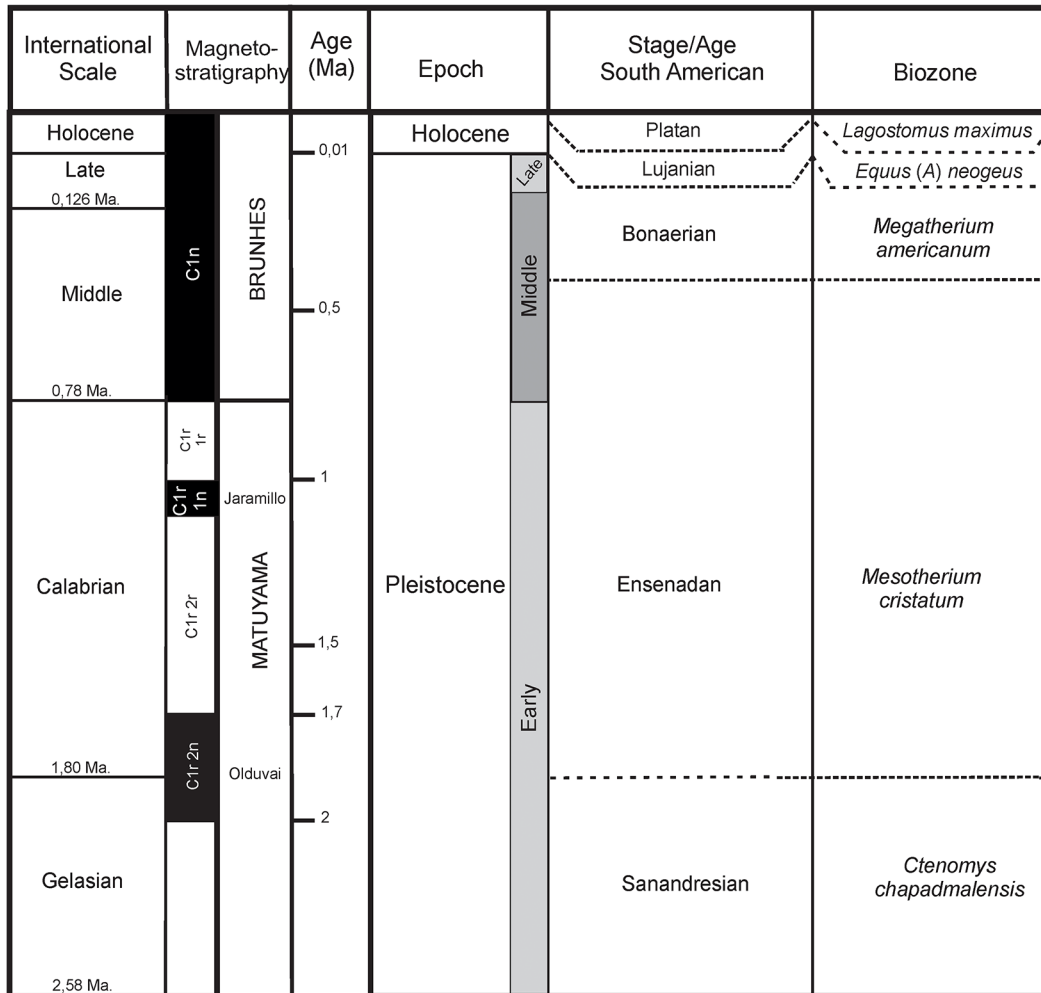 International
Scale
Magneto-
stratigraphy
Age
(Ma)
Epoch
Stage/Age
South American
Biozone
Holocene
Late
0,126 Ma.
Middle
0,78 Ma.
Calabrian
1,80 Ma.
Gelasian
2,58 Ma.
C1n
C1r
1r
C1r
1n
C1r 2r
C1r 2n
BRUNHES
Jaramillo
MATUYAMA
Olduvai
0,01
0,5
1
1,5
1,7
2
Holocene
Pleistocene
Late
Middle
Early
Platan
Lujanian
Bonaerian
Ensenadan
Sanandresian
Lagostomus maximus
Equus (A) neogeus
Megatherium
americanum
Mesotherium
cristatum
Ctenomys
chapadmalensis